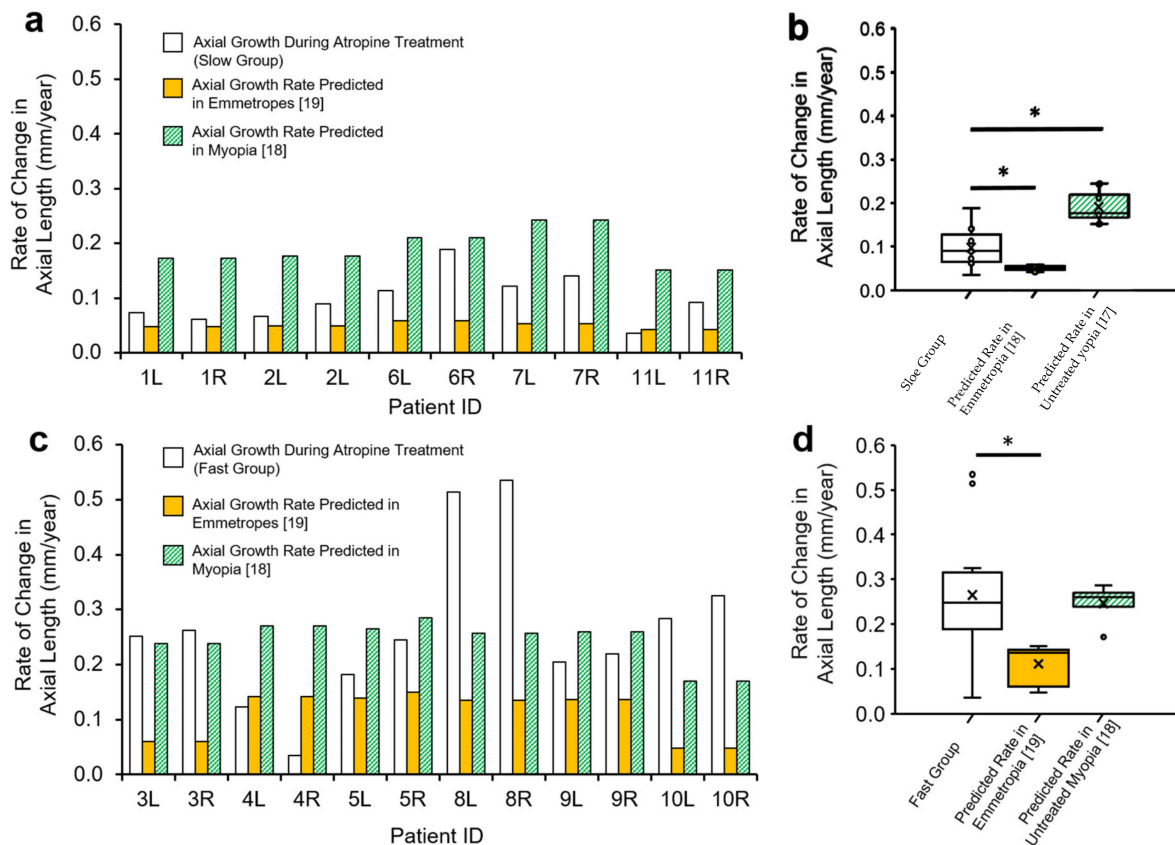 a
0.6
0.5
0.4
0.3
0.2
0.1
0.0
Rate of Change in
Axial Length (mm/year)
Axial Growth During Atropine Treatment
(Slow Group)
Axial Growth Rate Predicted
in Emmetropes [19]
Axial Growth Rate Predicted
in Myopia [18]
1L 1R 2L 2L 6L 6R 7L 7R 11L 11R
Patient ID
b
0.6
0.5
0.4
0.3
0.2
0.1
0.0
Rate of Change in
Axial Length (mm/year)
*
*
Sloe Group
Predicted Rate in
Emmetropia [18]
Predicted Rate in
Untreated yopia [17]
c
0.6
0.5
0.4
0.3
0.2
0.1
0.0
Rate of Change in
Axial Length (mm/year)
Axial Growth During Atropine Treatment
(Fast Group)
Axial Growth Rate Predicted in
Emmetropes [19]
Axial Growth Rate Predicted in
Myopia [18]
3L 3R 4L 4R 5L 5R 8L 8R 9L 9R 10L 10R
Patient ID
d
0.6
0.5
0.4
0.3
0.2
0.1
0.0
Rate of Change in
Axial Length (mm/year)
*
Fast Group
Predicted Rate in
Emmetropia [19]
Predicted Rate in
Untreated Myopia [18]